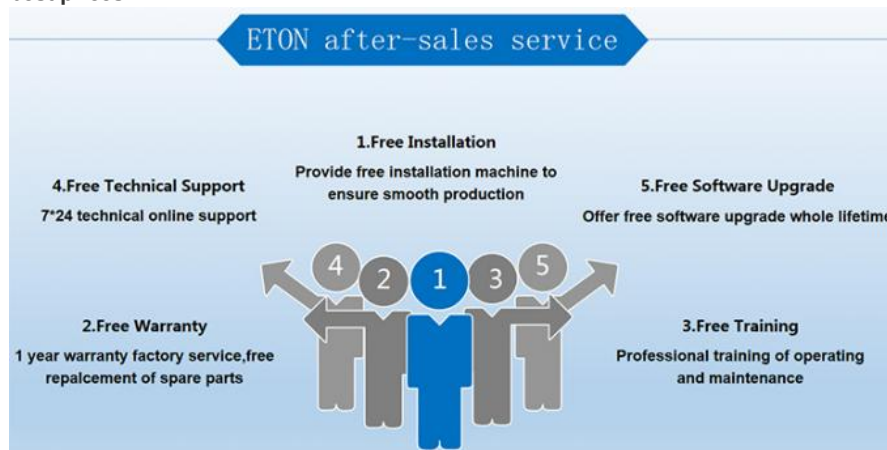 ETON after-sales service
1.Free Installation
Provide free installation machine to
ensure smooth production
4.Free Technical Support
7*24 technical online support
5.Free Software Upgrade
Offer free software upgrade whole lifetime
4
2
1
3
5
2.Free Warranty
1 year warranty factory service,free
repalcement of spare parts
3.Free Training
Professional training of operating
and maintenance